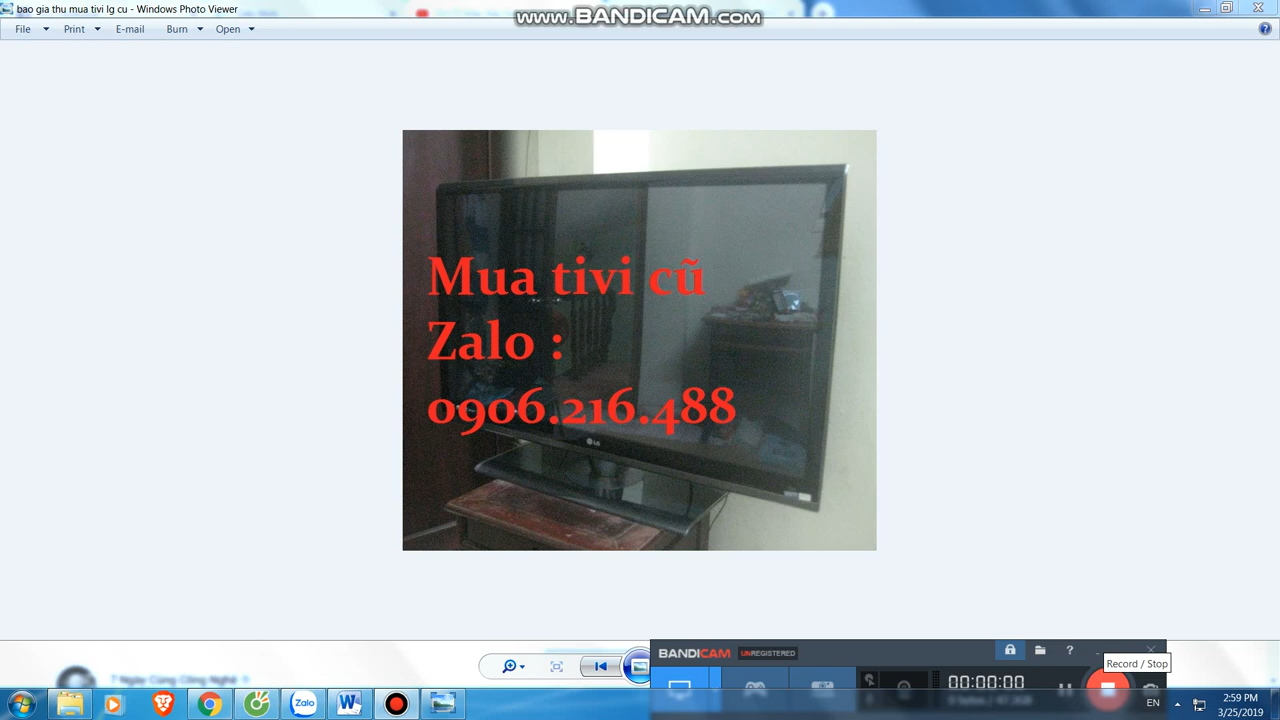 bao gia thu mua tivi lg cu - Windows Photo Viewer
www.BANDICAM.com
File Print E-mail Burn Open
Mua tivi cũ
Zalo :
0906.216.488
LG
BANDICAM UNREGISTERED
Record / Stop
00:00:00
Zalo
EN
2:59 PM
3/25/2019